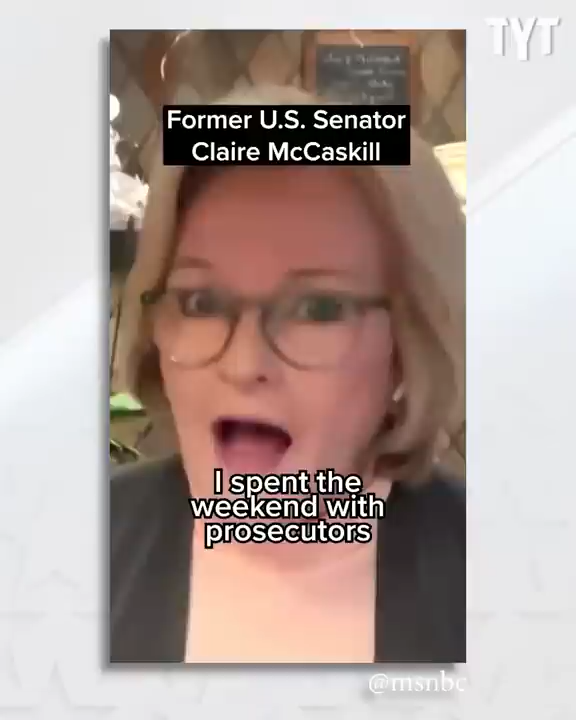 TYT
Former U.S. Senator
Claire McCaskill
I spent the
weekend with
prosecutors
@msnbc